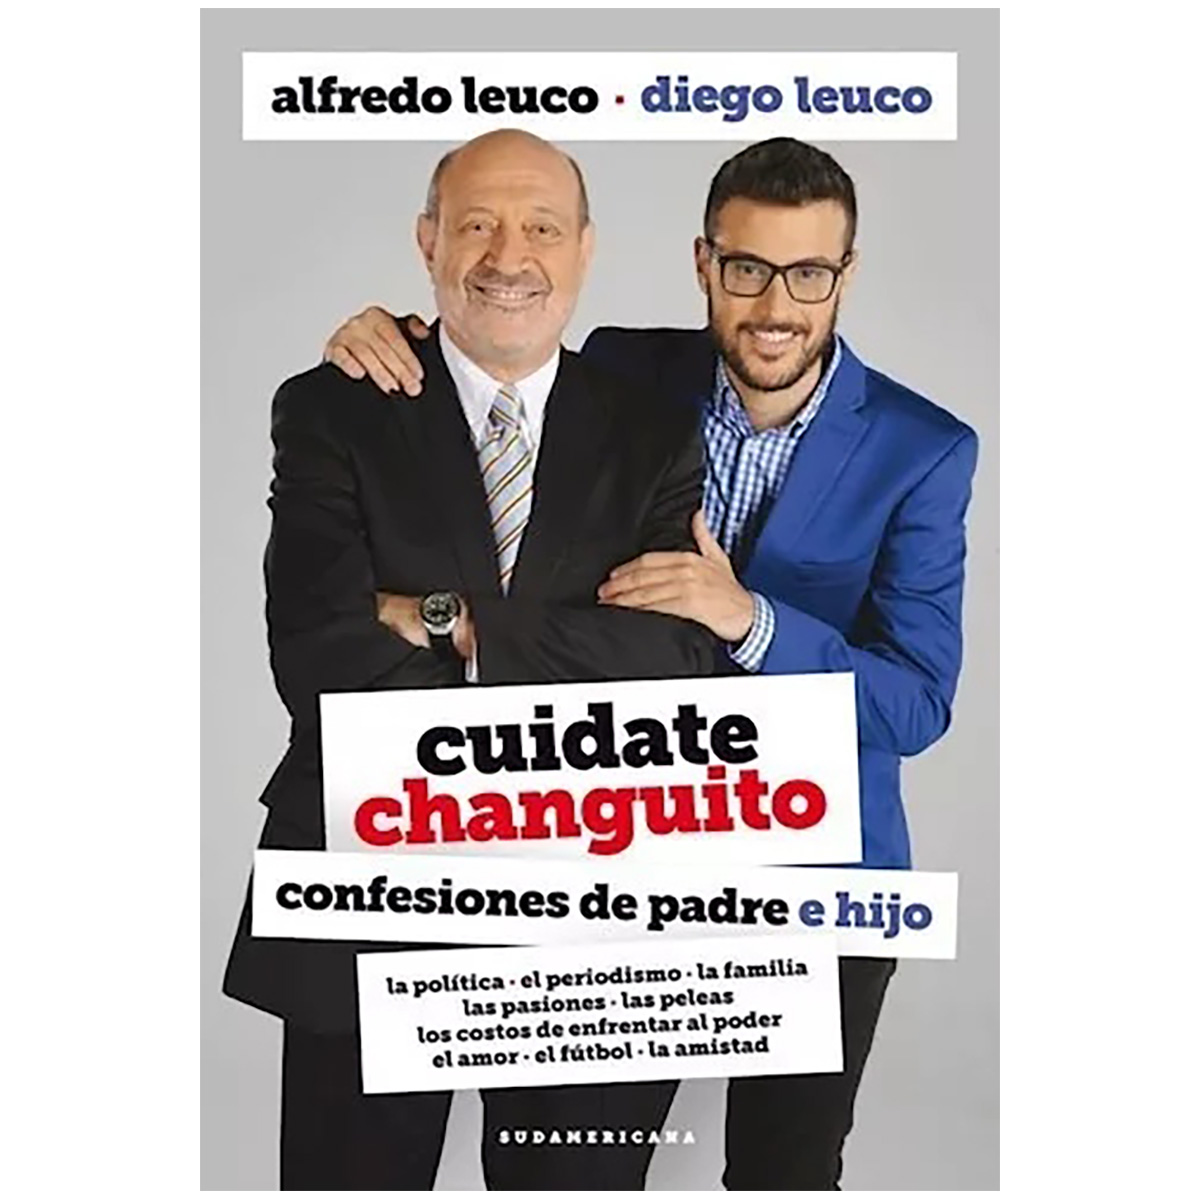 alfredo leuco · diego leuco
cuidate
changuito
confesiones de padre e hijo
la política · el periodismo · la familia
las pasiones · las peleas
los costos de enfrentar al poder
el amor · el fútbol · la amistad
SUDAMERICANA